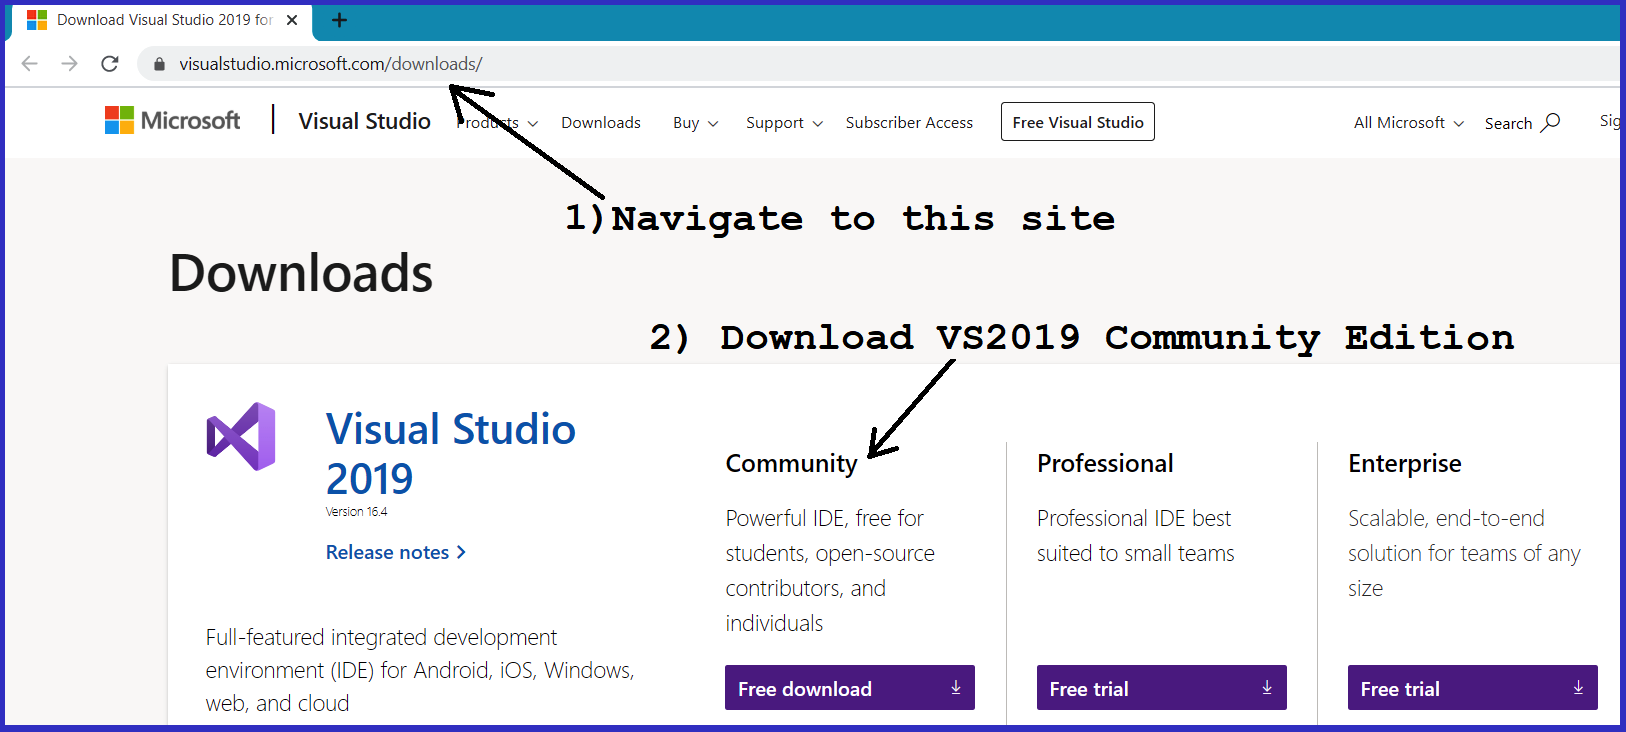 Download Visual Studio 2019 for
visualstudio.microsoft.com/downloads/
Microsoft Visual Studio Products Downloads Buy Support Subscriber Access Free Visual Studio All Microsoft Search Sig
1)Navigate to this site
Downloads
2) Download VS2019 Community Edition
Visual Studio
2019
Version 16.4
Release notes
Full-featured integrated development
environment (IDE) for Android, iOS, Windows,
web, and cloud
Community
Powerful IDE, free for
students, open-source
contributors, and
individuals
Free download
Professional
Professional IDE best
suited to small teams
Free trial
Enterprise
Scalable, end-to-end
solution for teams of any
size
Free trial